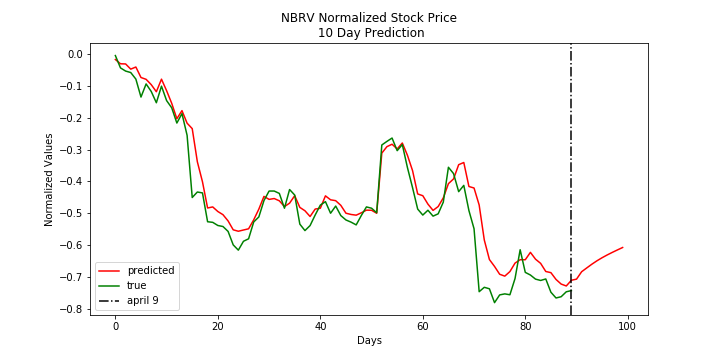 NBRV Normalized Stock Price
10 Day Prediction
0.0
−0.1
−0.2
−0.3
−0.4
−0.5
−0.6
−0.7
−0.8
Normalized Values
predicted
true
april 9
0 20 40 60 80 100
Days